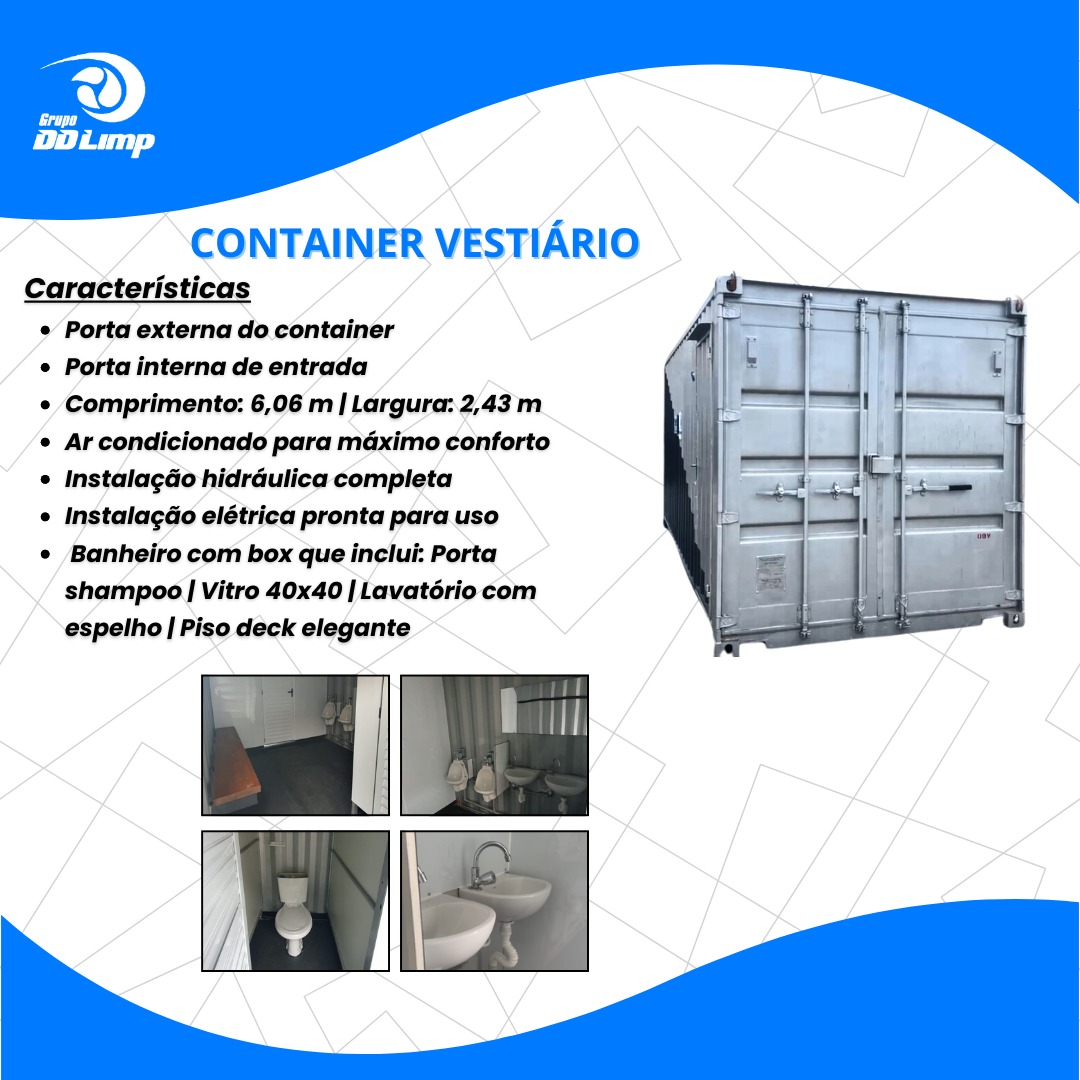 Grupo
DD Limp
CONTAINER VESTIÁRIO
Características
• Porta externa do container
• Porta interna de entrada
• Comprimento: 6,06 m | Largura: 2,43 m
• Ar condicionado para máximo conforto
• Instalação hidráulica completa
• Instalação elétrica pronta para uso
• Banheiro com box que inclui: Porta
shampoo | Vitro 40x40 | Lavatório com
espelho | Piso deck elegante